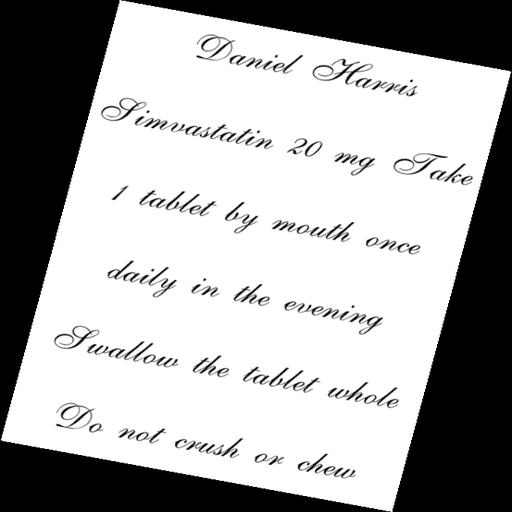 Daniel Harris
Simvastatin 20 mg Take
1 tablet by mouth once
daily in the evening
Swallow the tablet whole
Do not crush or chew